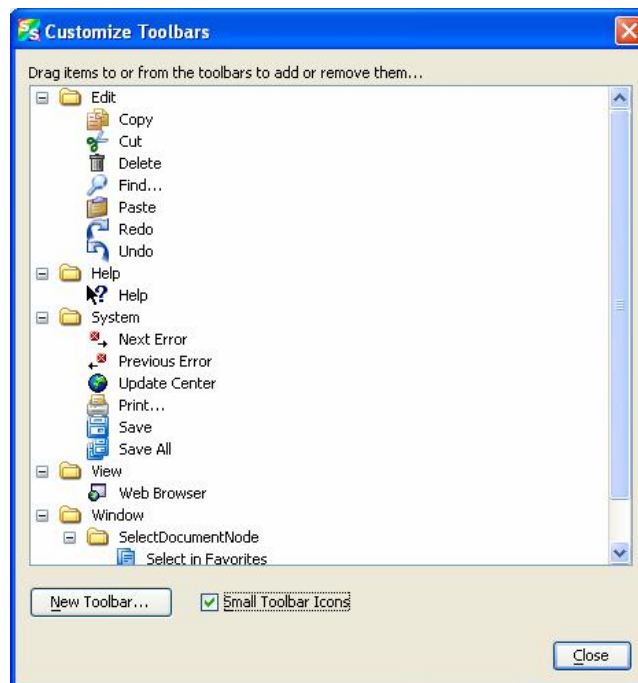 Customize Toolbars
Drag items to or from the toolbars to add or remove them...
Edit
Copy
Cut
Delete
Find...
Paste
Redo
Undo
Help
Help
System
Next Error
Previous Error
Update Center
Print...
Save
Save All
View
Web Browser
Window
SelectDocumentNode
Select in Favorites
New Toolbar... Small Toolbar Icons
Close